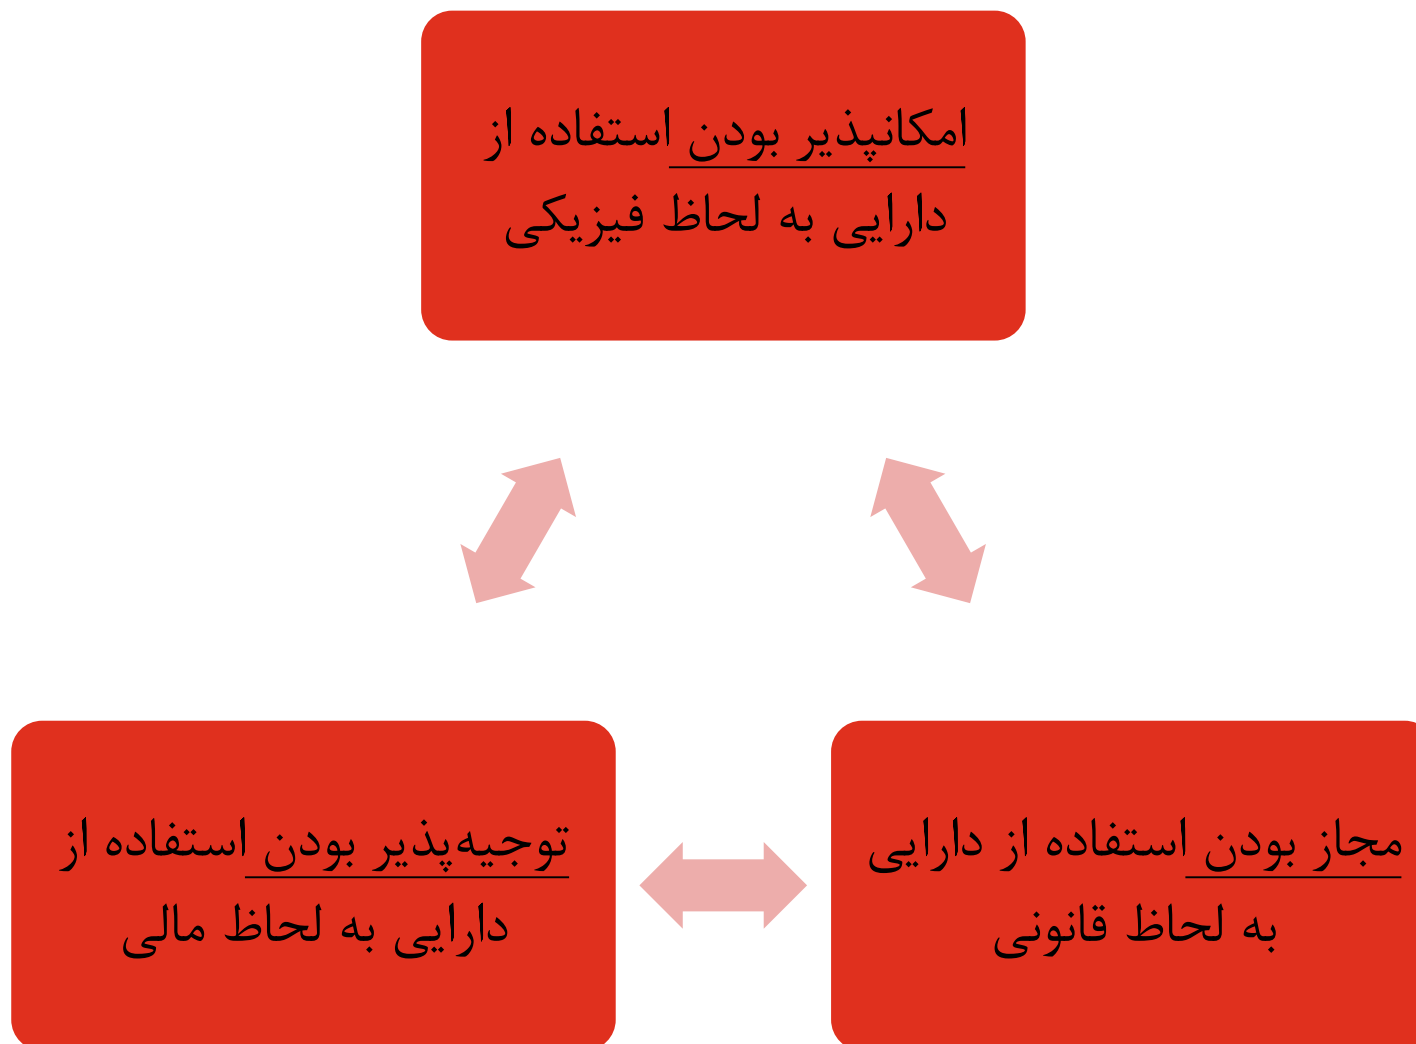 امکانپذیر بودن استفاده از
دارایی به لحاظ فیزیکی
مجاز بودن استفاده از دارایی
به لحاظ قانونی
توجیه‌پذیر بودن استفاده از
دارایی به لحاظ مالی